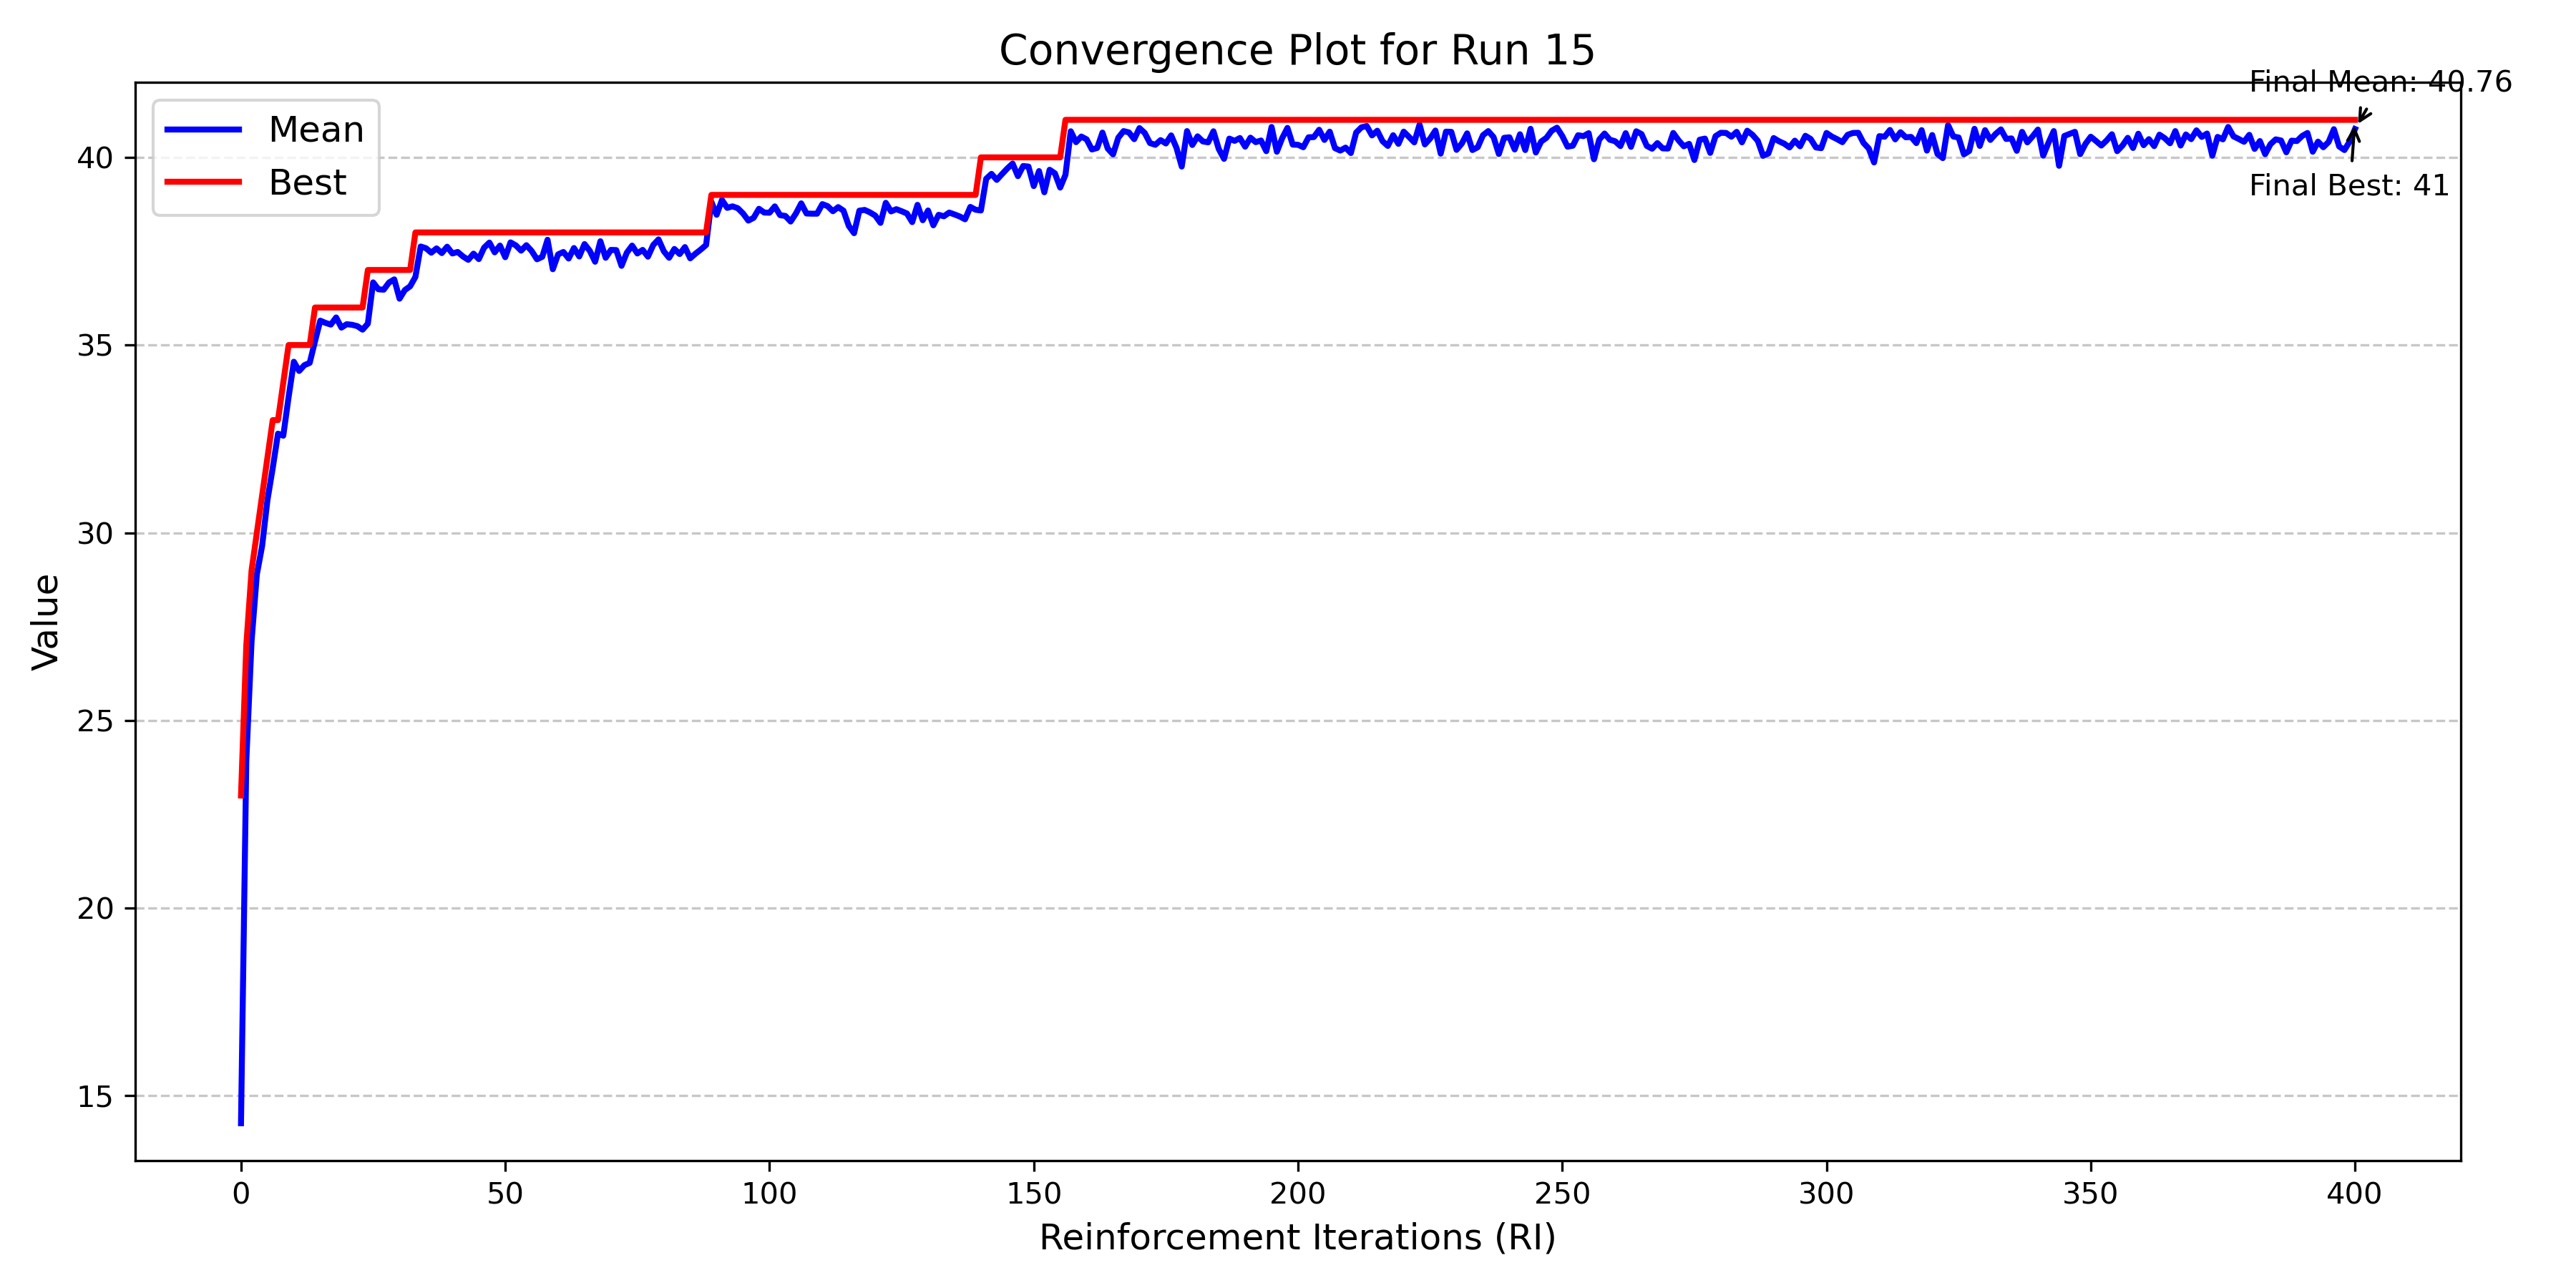 Convergence Plot for Run 15
Final Mean: 40.76
Mean
Best
Final Best: 41
40
35
30
25
20
15
Value
0 50 100 150 200 250 300 350 400
Reinforcement Iterations (RI)